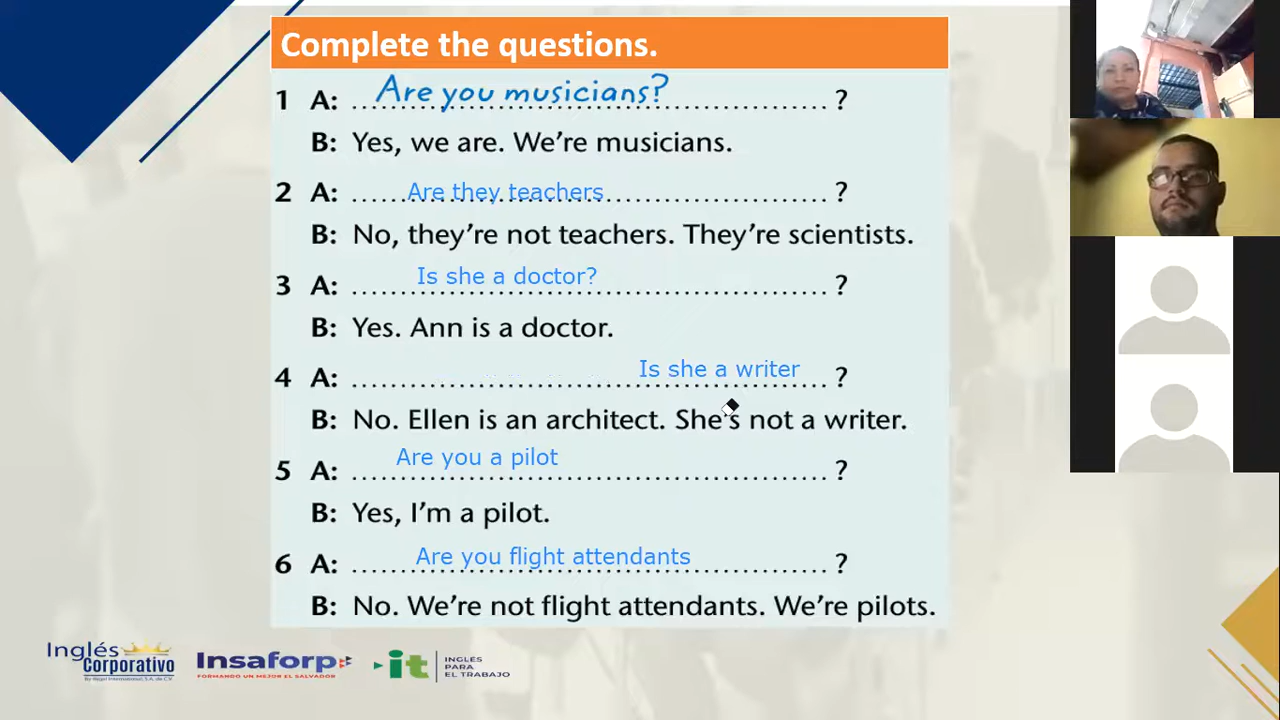 Complete the questions.
1 A: Are you musicians? ?
B: Yes, we are. We're musicians.
2 A: Are they teachers ?
B: No, they're not teachers. They're scientists.
3 A: Is she a doctor? ?
B: Yes. Ann is a doctor.
4 A: Is she a writer ?
B: No. Ellen is an architect. She's not a writer.
5 A: Are you a pilot ?
B: Yes, I'm a pilot.
6 A: Are you flight attendants ?
B: No. We're not flight attendants. We're pilots.
Inglés
Corporativo
Insaforp
FORMANDO UN MEJOR EL SALVADOR
it
INGLÉS
PARA
EL TRABAJO